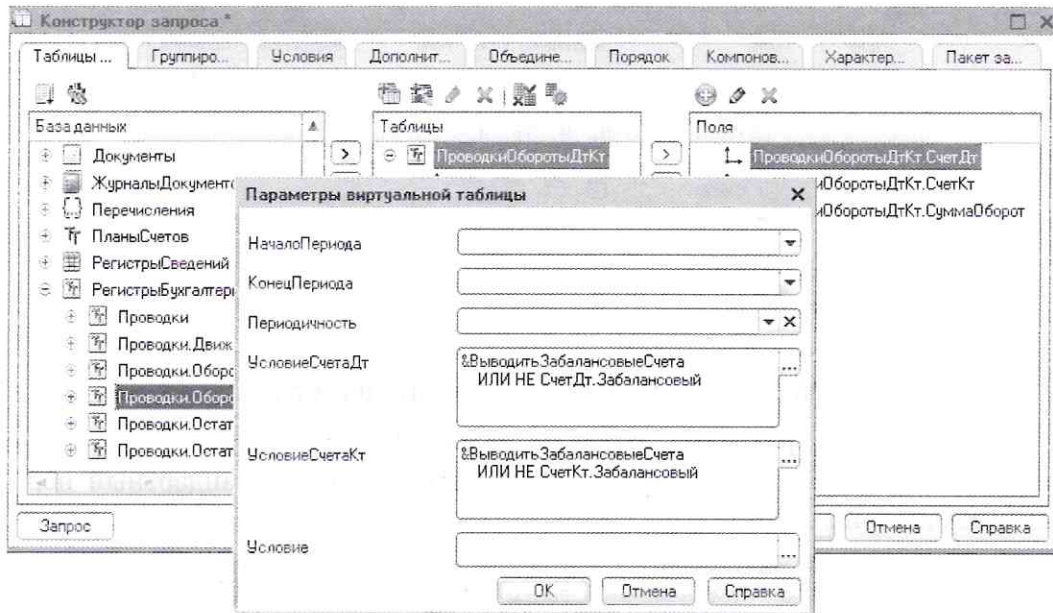 Конструктор запроса *
Таблицы ...
Группиро...
Условия
Дополнит...
Объедине...
Порядок
Компонов...
Характер...
Пакет за...
База данных
Документы
ЖурналыДокументо
Перечисления
ПланыСчетов
РегистрыСведений
РегистрыБухгалтери
Проводки
Проводки.Движ
Проводки.Оборо
Проводки.Оборо
Проводки.Остат
Проводки.Остат
Таблицы
ПроводкиОборотыДтКт
Поля
ПроводкиОборотыДтКт.СчетДт
иОборотыДтКт.СчетКт
иОборотыДтКт.СуммаОборот
Параметры виртуальной таблицы
НачалоПериода
КонецПериода
Периодичность
УсловиеСчетаДт
&ВыводитьЗабалансовыеСчета
ИЛИ НЕ СчетДт.Забалансовый
...
УсловиеСчетаКт
&ВыводитьЗабалансовыеСчета
ИЛИ НЕ СчетКт.Забалансовый
...
Условие
...
ОК
Отмена
Справка
Запрос
Отмена
Справка